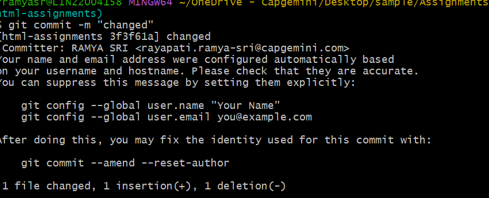 ramyasr@LIN22004158 MINGW64 ~/OneDrive - Capgemini/Desktop/sample/Assignments
html-assignments)
$ git commit -m "changed"
[html-assignments 3f3f61a] changed
Committer: RAMYA SRI <rayapati.ramya-sri@capgemini.com>
Your name and email address were configured automatically based
on your username and hostname. Please check that they are accurate.
You can suppress this message by setting them explicitly:
git config --global user.name "Your Name"
git config --global user.email you@example.com
After doing this, you may fix the identity used for this commit with:
git commit --amend --reset-author
1 file changed, 1 insertion(+), 1 deletion(-)